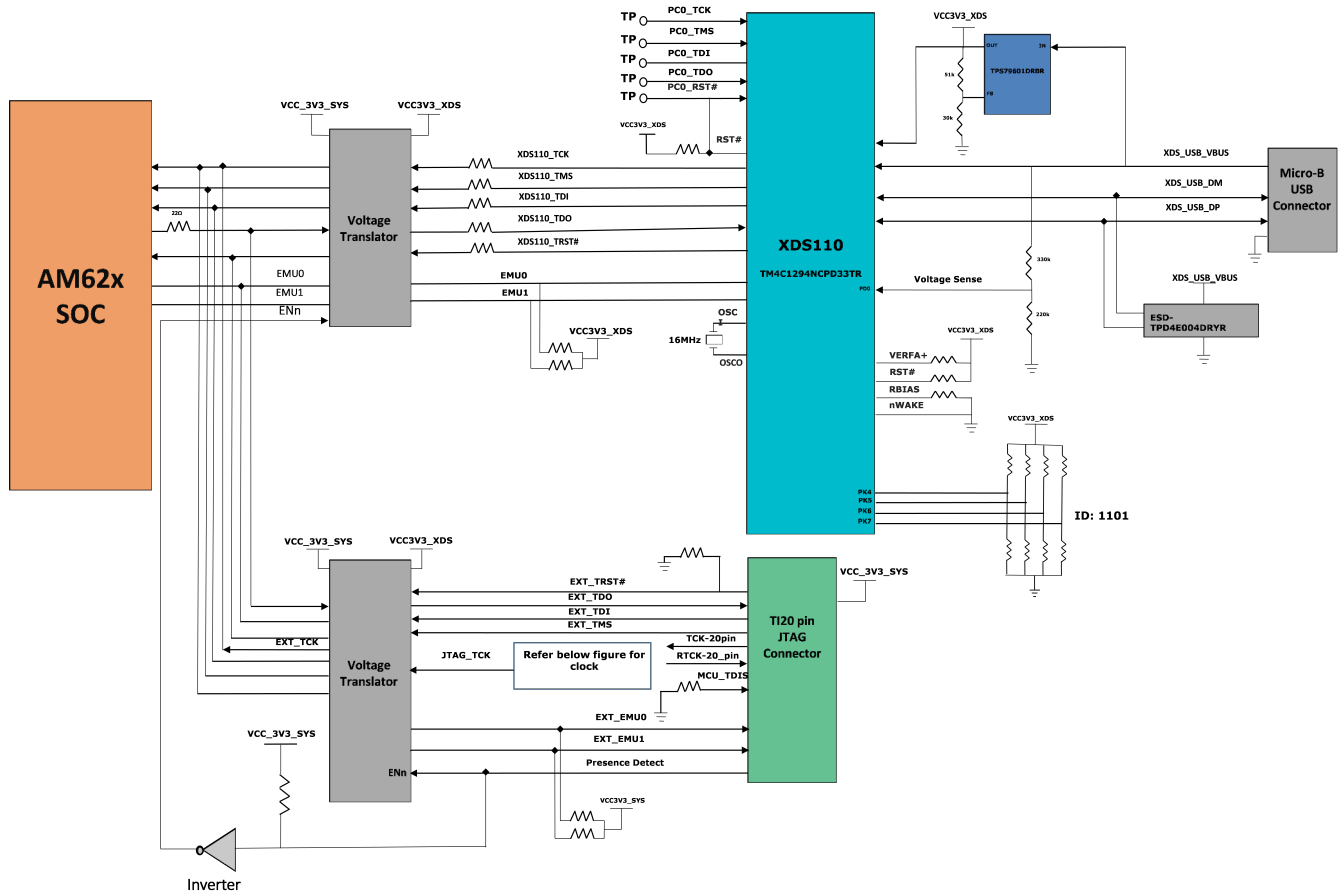 TP PC0_TCK
TP PC0_TMS
TP PC0_TDI
TP PC0_TDO
TP PC0_RST#
VCC3V3_XDS
RST#
VCC3V3_XDS
OUT
IN
TPS79601DRBR
FB
51k
30k
VCC_3V3_SYS
VCC3V3_XDS
XDS110_TCK
XDS110_TMS
XDS110_TDI
XDS110_TDO
XDS110_TRST#
22Ω
Voltage
Translator
AM62x
SOC
EMU0
EMU1
ENn
EMU0
EMU1
VCC3V3_XDS
OSC
16MHz
OSCO
XDS110
TM4C1294NCPD33TR
PD0
Voltage Sense
330k
220k
XDS_USB_VBUS
XDS_USB_DM
XDS_USB_DP
Micro-B
USB
Connector
XDS_USB_VBUS
ESD-
TPD4E004DRYR
VCC3V3_XDS
VERFA+
RST#
RBIAS
nWAKE
VCC3V3_XDS
PK4
PK5
PK6
PK7
ID: 1101
VCC_3V3_SYS
VCC3V3_XDS
EXT_TRST#
EXT_TDO
EXT_TDI
EXT_TMS
VCC_3V3_SYS
TI20 pin
JTAG
Connector
EXT_TCK
Voltage
Translator
JTAG_TCK
Refer below figure for
clock
TCK-20pin
RTCK-20_pin
MCU_TDIS
EXT_EMU0
EXT_EMU1
Presence Detect
ENn
VCC_3V3_SYS
VCC3V3_SYS
Inverter